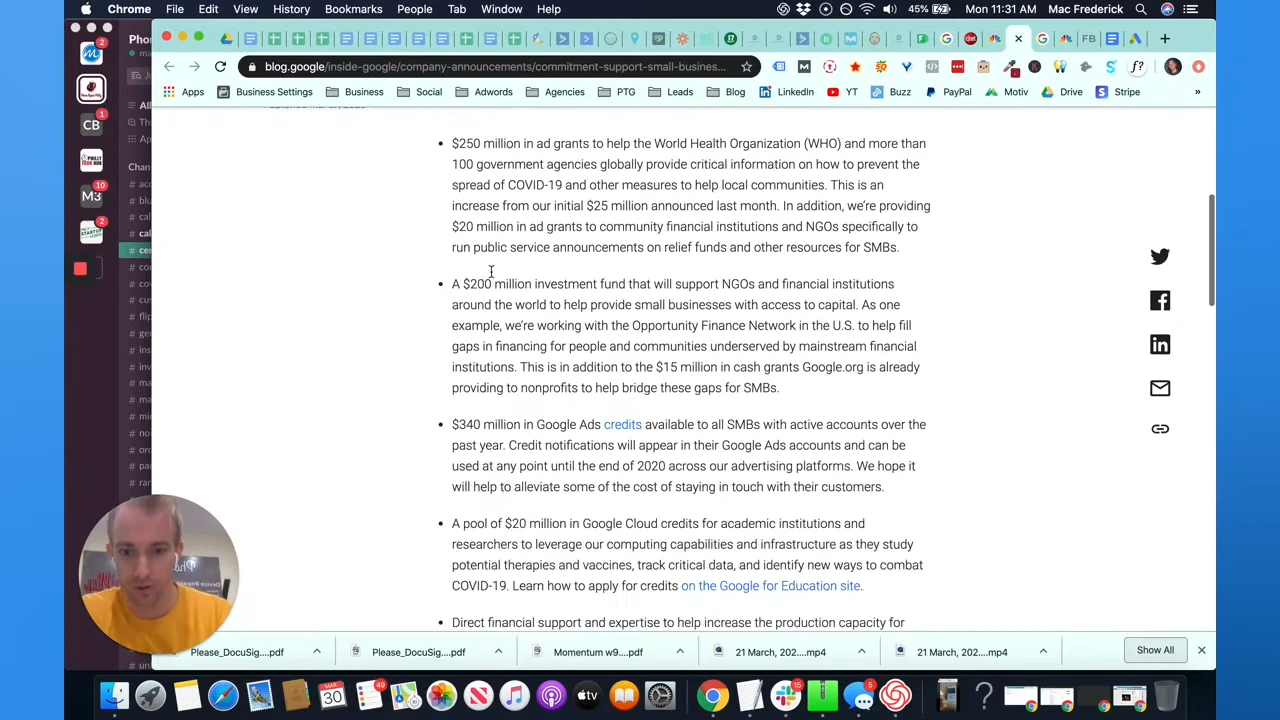 Chrome File Edit View History Bookmarks People Tab Window Help 45% Mon 11:31 AM Mac Frederick
blog.google/inside-google/company-announcements/commitment-support-small-busines...
Apps Business Settings Business Social Adwords Agencies PTG Leads Blog LinkedIn YT Buzz PayPal Motiv Drive Stripe »
$250 million in ad grants to help the World Health Organization (WHO) and more than
100 government agencies globally provide critical information on how to prevent the
spread of COVID-19 and other measures to help local communities. This is an
increase from our initial $25 million announced last month. In addition, we're providing
$20 million in ad grants to community financial institutions and NGOs specifically to
run public service announcements on relief funds and other resources for SMBs.
A $200 million investment fund that will support NGOs and financial institutions
around the world to help provide small businesses with access to capital. As one
example, we're working with the Opportunity Finance Network in the U.S. to help fill
gaps in financing for people and communities underserved by mainstream financial
institutions. This is in addition to the $15 million in cash grants Google.org is already
providing to nonprofits to help bridge these gaps for SMBs.
$340 million in Google Ads credits available to all SMBs with active accounts over the
past year. Credit notifications will appear in their Google Ads accounts and can be
used at any point until the end of 2020 across our advertising platforms. We hope it
will help to alleviate some of the cost of staying in touch with their customers.
A pool of $20 million in Google Cloud credits for academic institutions and
researchers to leverage our computing capabilities and infrastructure as they study
potential therapies and vaccines, track critical data, and identify new ways to combat
COVID-19. Learn how to apply for credits on the Google for Education site.
Direct financial support and expertise to help increase the production capacity for
Please_DocuSig....pdf Please_DocuSig....pdf Momentum w9....pdf 21 March, 202....mp4 21 March, 202....mp4 Show All